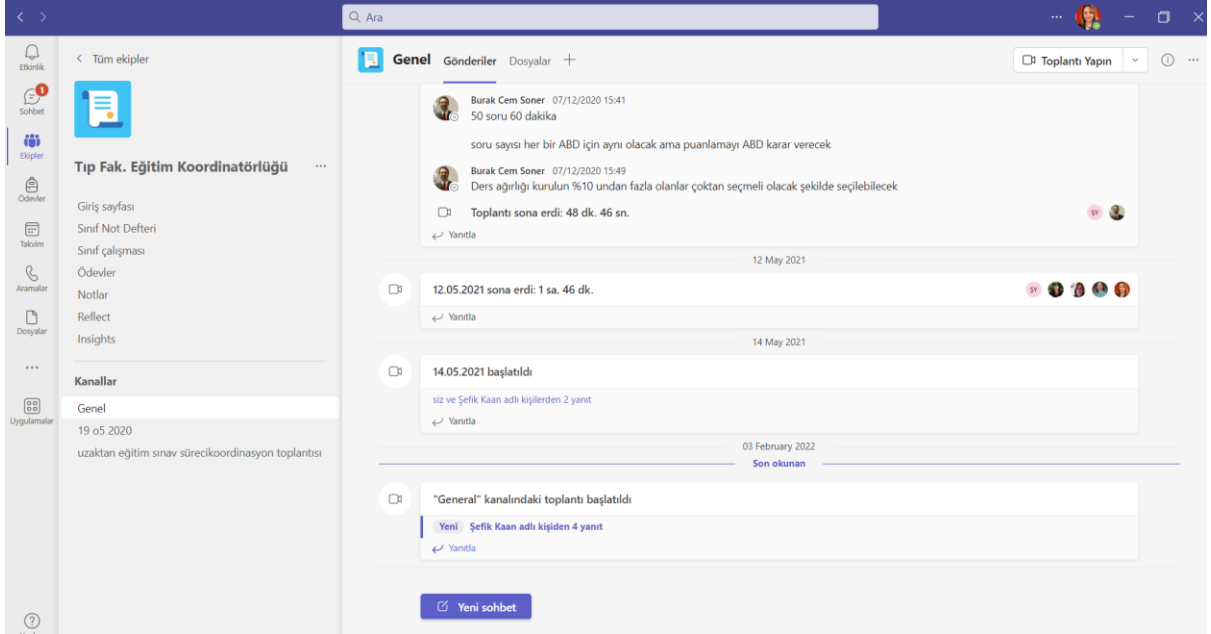 Ara
Etkinlik
1
Sohbet
Ekipler
Ödevler
Takvim
Aramalar
Dosyalar
Uygulamalar
Tüm ekipler
Tıp Fak. Eğitim Koordinatörlüğü
Giriş sayfası
Sınıf Not Defteri
Sınıf çalışması
Ödevler
Notlar
Reflect
Insights
Kanallar
Genel
19 o5 2020
uzaktan eğitim sınav sürecikoordinasyon toplantısı
Genel Gönderiler Dosyalar
Toplantı Yapın
Burak Cem Soner 07/12/2020 15:41
50 soru 60 dakika
soru sayısı her bir ABD için aynı olacak ama puanlamayı ABD karar verecek
Burak Cem Soner 07/12/2020 15:49
Ders ağırlığı kurulun %10 undan fazla olanlar çoktan seçmeli olacak şekilde seçilebilecek
Toplantı sona erdi: 48 dk. 46 sn. SY
Yanıtla
12 May 2021
12.05.2021 sona erdi: 1 sa. 46 dk. SY
Yanıtla
14 May 2021
14.05.2021 başlatıldı
siz ve Şefik Kaan adlı kişilerden 2 yanıt
Yanıtla
03 February 2022
Son okunan
"General" kanalındaki toplantı başlatıldı
Yeni Şefik Kaan adlı kişiden 4 yanıt
Yanıtla
Yeni sohbet